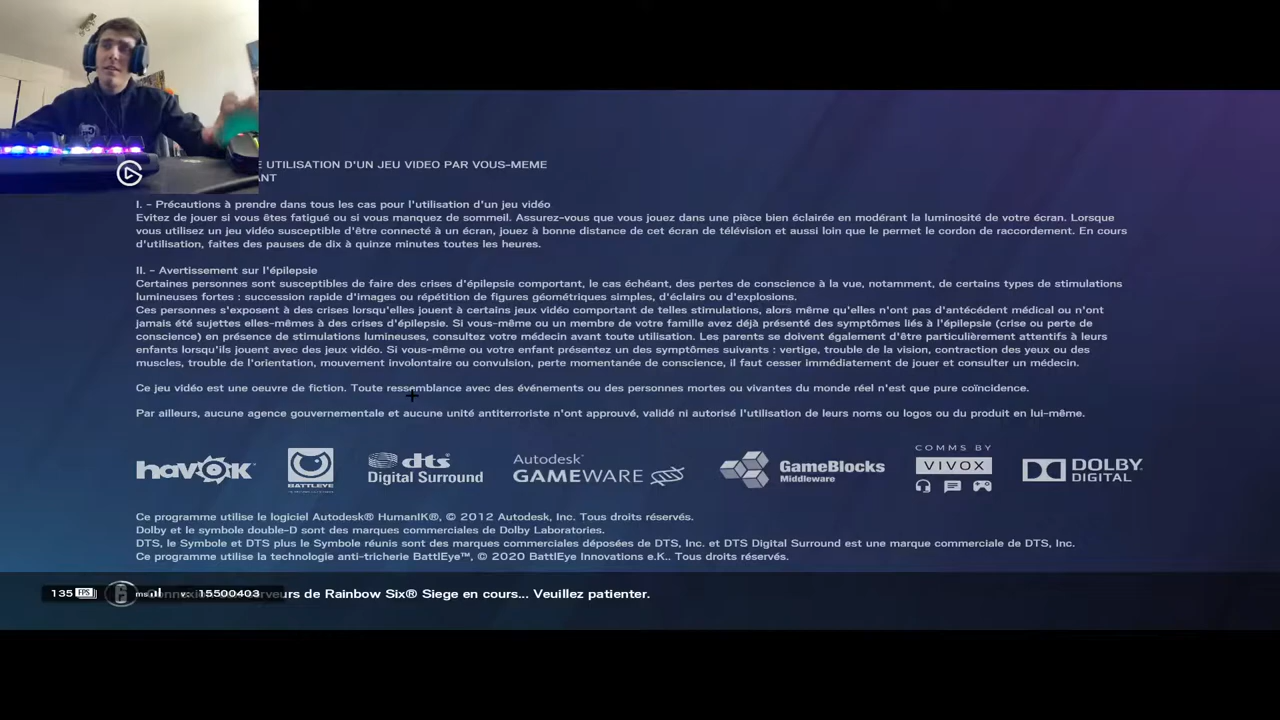 E UTILISATION D'UN JEU VIDEO PAR VOUS-MEME
ANT
I. - Précautions à prendre dans tous les cas pour l'utilisation d'un jeu vidéo
Evitez de jouer si vous êtes fatigué ou si vous manquez de sommeil. Assurez-vous que vous jouez dans une pièce bien éclairée en modérant la luminosité de votre écran. Lorsque
vous utilisez un jeu vidéo susceptible d'être connecté à un écran, jouez à bonne distance de cet écran de télévision et aussi loin que le permet le cordon de raccordement. En cours
d'utilisation, faites des pauses de dix à quinze minutes toutes les heures.
II. - Avertissement sur l'épilepsie
Certaines personnes sont susceptibles de faire des crises d'épilepsie comportant, le cas échéant, des pertes de conscience à la vue, notamment, de certains types de stimulations
lumineuses fortes : succession rapide d'images ou répétition de figures géométriques simples, d'éclairs ou d'explosions.
Ces personnes s'exposent à des crises lorsqu'elles jouent à certains jeux vidéo comportant de telles stimulations, alors même qu'elles n'ont pas d'antécédent médical ou n'ont
jamais été sujettes elles-mêmes à des crises d'épilepsie. Si vous-même ou un membre de votre famille avez déjà présenté des symptômes liés à l'épilepsie (crise ou perte de
conscience) en présence de stimulations lumineuses, consultez votre médecin avant toute utilisation. Les parents se doivent également d'être particulièrement attentifs à leurs
enfants lorsqu'ils jouent avec des jeux vidéo. Si vous-même ou votre enfant présentez un des symptômes suivants : vertige, trouble de la vision, contraction des yeux ou des
muscles, trouble de l'orientation, mouvement involontaire ou convulsion, perte momentanée de conscience, il faut cesser immédiatement de jouer et consulter un médecin.
Ce jeu vidéo est une oeuvre de fiction. Toute ressemblance avec des événements ou des personnes mortes ou vivantes du monde réel n'est que pure coïncidence.
Par ailleurs, aucune agence gouvernementale et aucune unité antiterroriste n'ont approuvé, validé ni autorisé l'utilisation de leurs noms ou logos ou du produit en lui-même.
havok
BATTLEYE
dts
Digital Surround
Autodesk®
GAMEWARE
GameBlocks
Middleware
COMMS BY
VIVOX
DOLBY
DIGITAL
Ce programme utilise le logiciel Autodesk® HumanIK®, © 2012 Autodesk, Inc. Tous droits réservés.
Dolby et le symbole double-D sont des marques commerciales de Dolby Laboratories.
DTS, le Symbole et DTS plus le Symbole réunis sont des marques commerciales déposées de DTS, Inc. et DTS Digital Surround est une marque commerciale de DTS, Inc.
Ce programme utilise la technologie anti-tricherie BattlEye™, © 2020 BattlEye Innovations e.K.. Tous droits réservés.
135 FPS ms 15500403 de Rainbow Six® Siege en cours... Veuillez patienter.